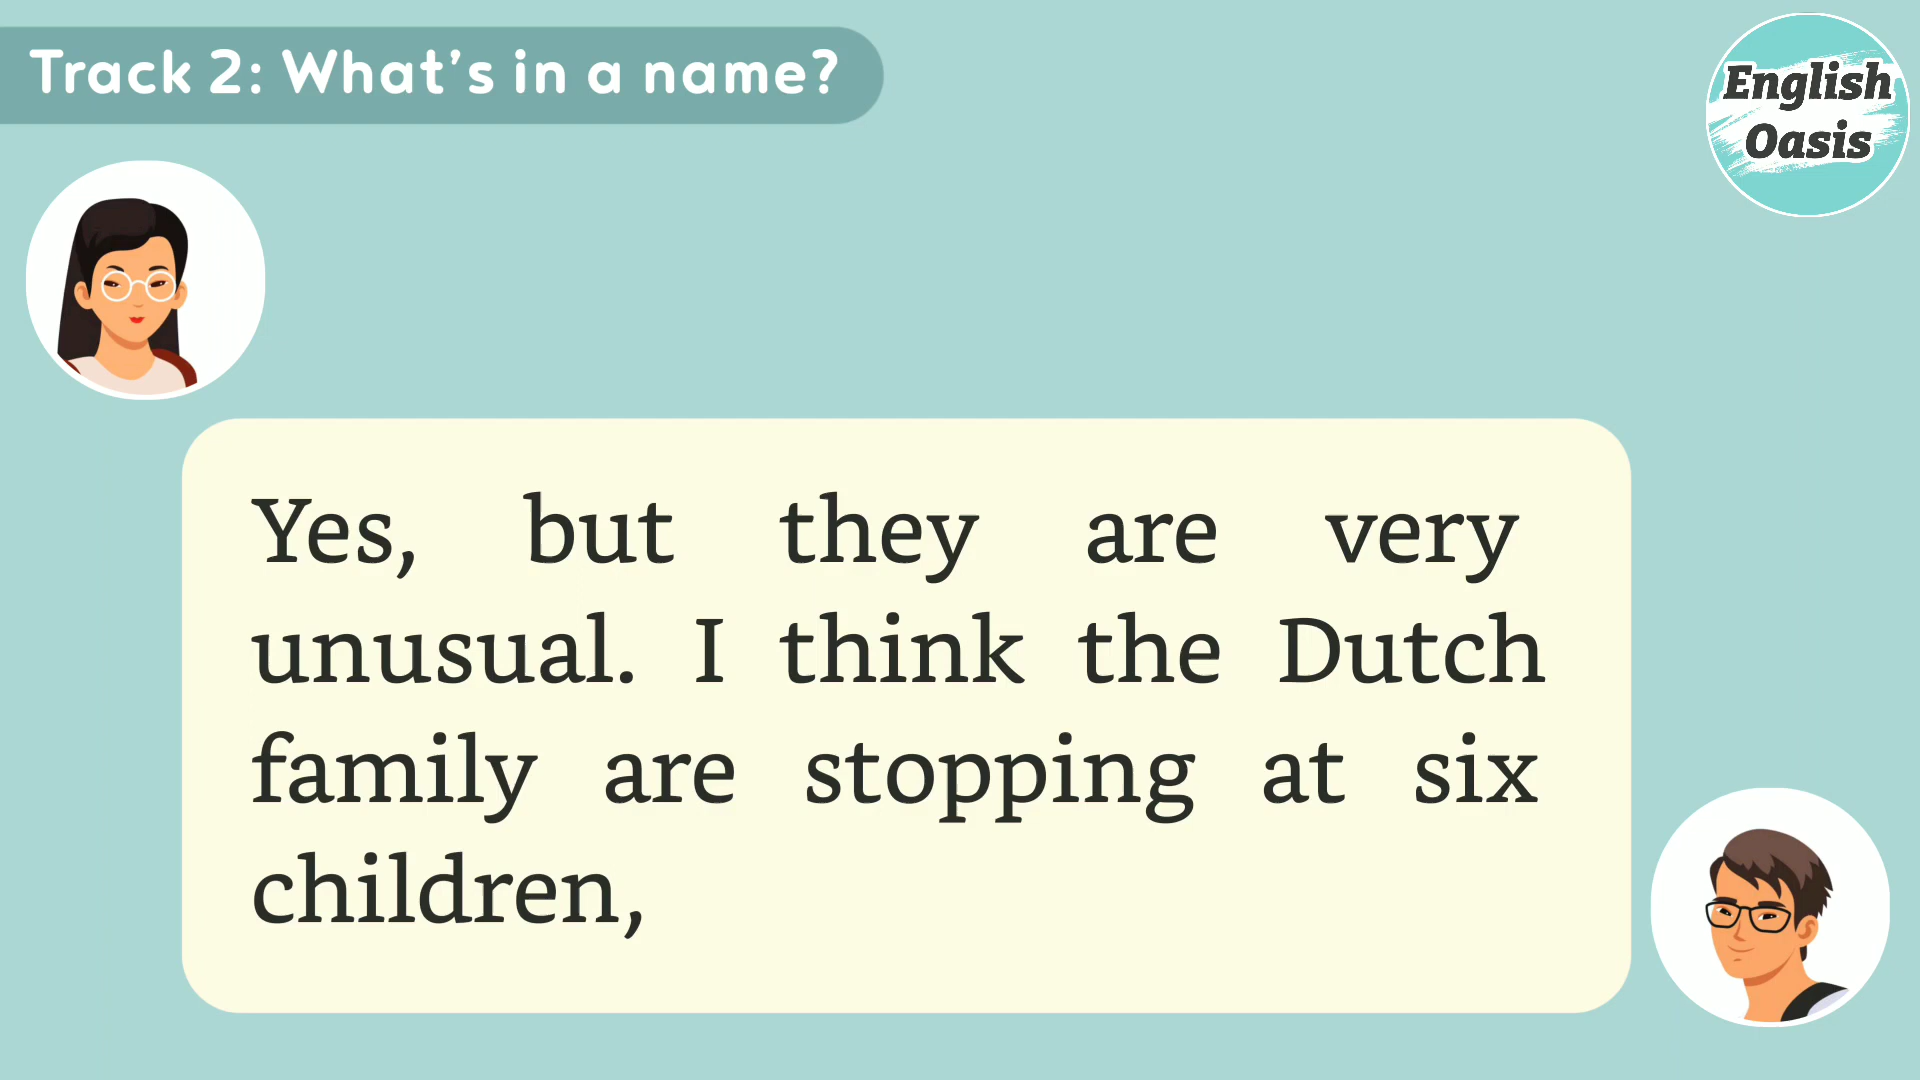 Track 2: What's in a name?
English
Oasis
Yes, but they are very
unusual. I think the Dutch
family are stopping at six
children,